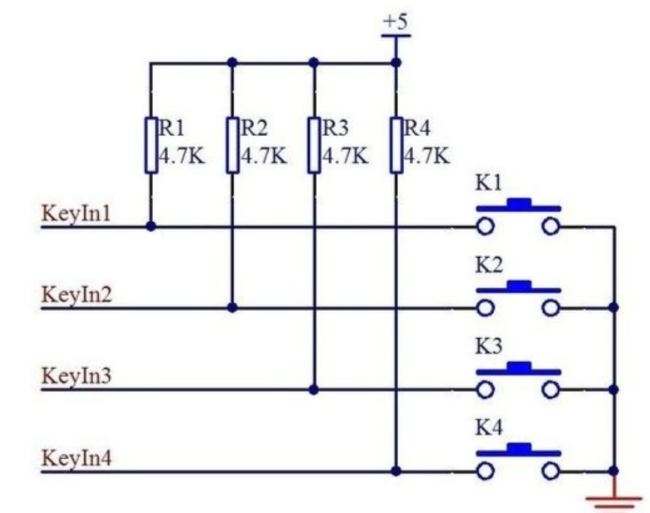 +5
R1
4.7K
R2
4.7K
R3
4.7K
R4
4.7K
K1
KeyIn1
K2
KeyIn2
K3
KeyIn3
K4
KeyIn4